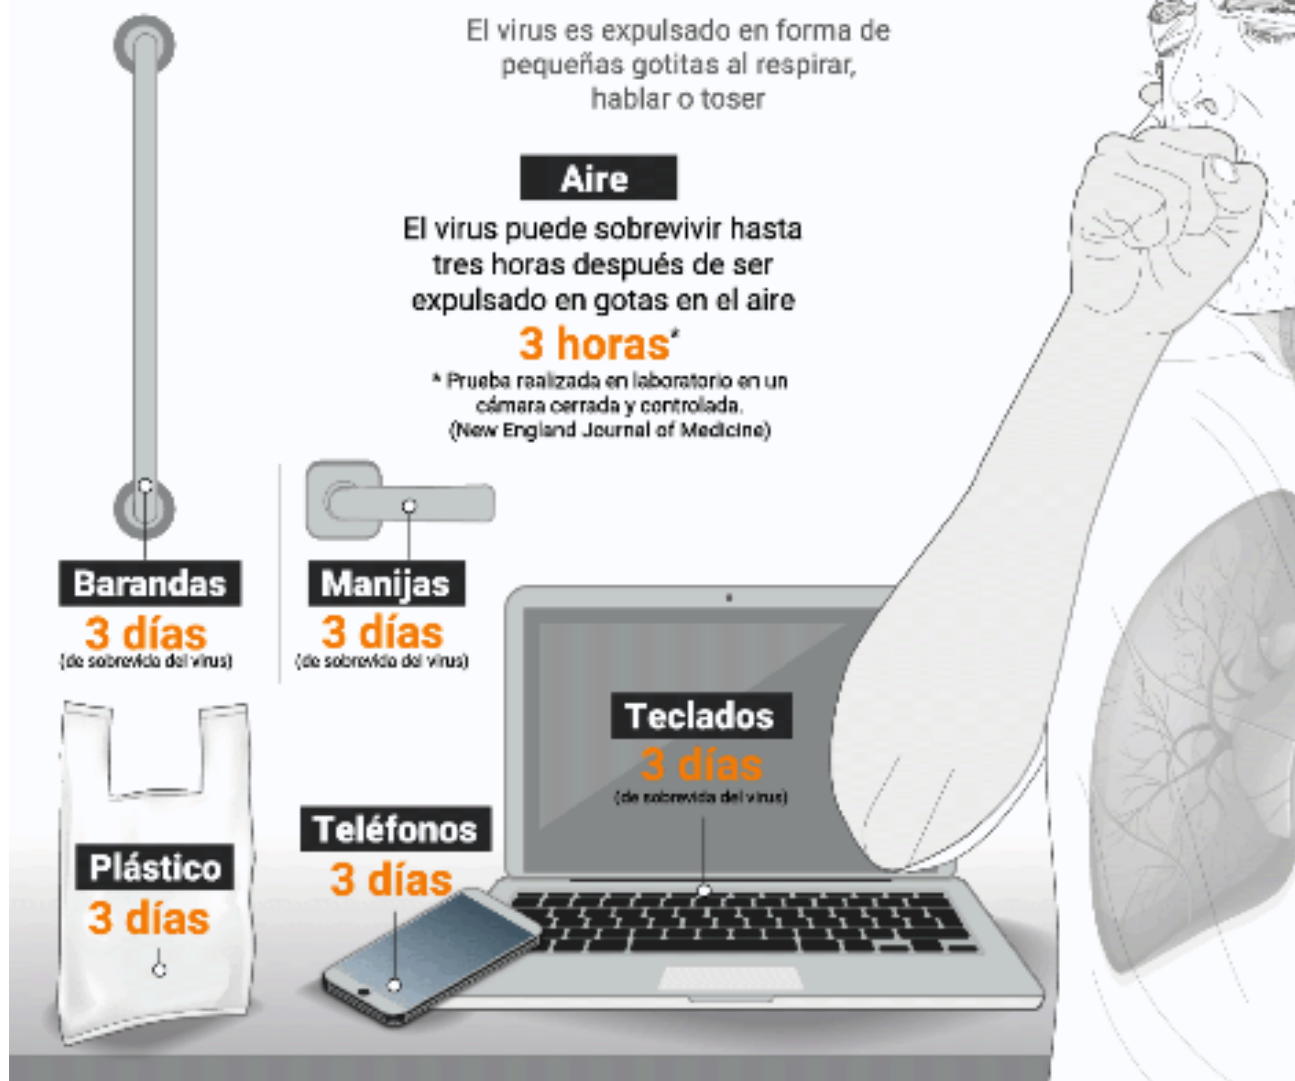 El virus es expulsado en forma de
pequeñas gotitas al respirar,
hablar o toser
Aire
El virus puede sobrevivir hasta
tres horas después de ser
expulsado en gotas en el aire
3 horas*
* Prueba realizada en laboratorio en un
cámara cerrada y controlada.
(New England Journal of Medicine)
Barandas
3 días
(de sobrevida del virus)
Manijas
3 días
(de sobrevida del virus)
Teclados
3 días
(de sobrevida del virus)
Teléfonos
3 días
Plástico
3 días